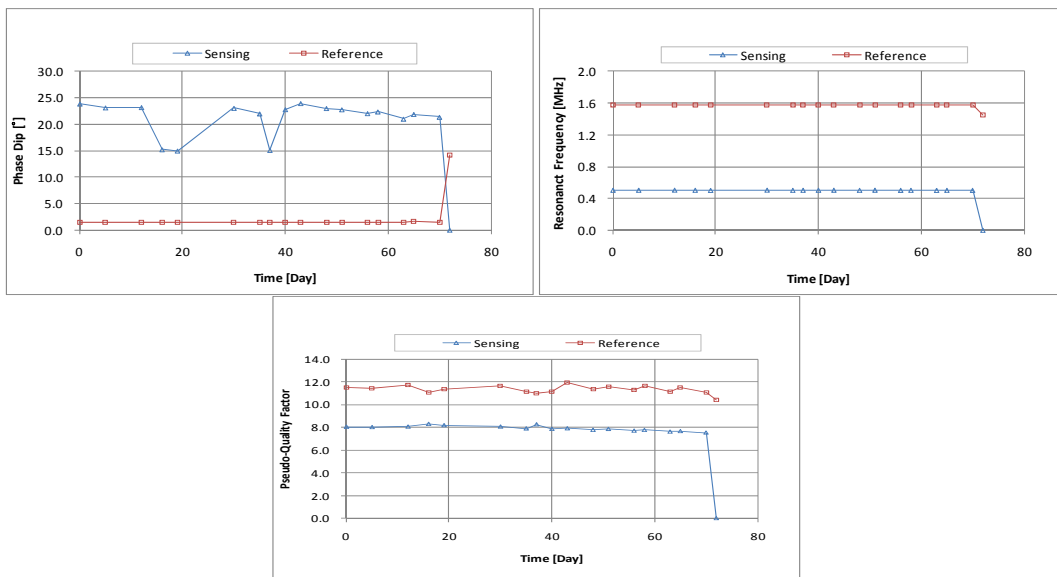 Sensing Reference
30.0
25.0
20.0
15.0
10.0
5.0
0.0
Phase Dip [°]
0 20 40 60 80
Time [Day]
Sensing Reference
2.0
1.6
1.2
0.8
0.4
0.0
Resonanct Frequency [MHz]
0 20 40 60 80
Time [Day]
Sensing Reference
14.0
12.0
10.0
8.0
6.0
4.0
2.0
0.0
Pseudo-Quality Factor
0 20 40 60 80
Time [Day]